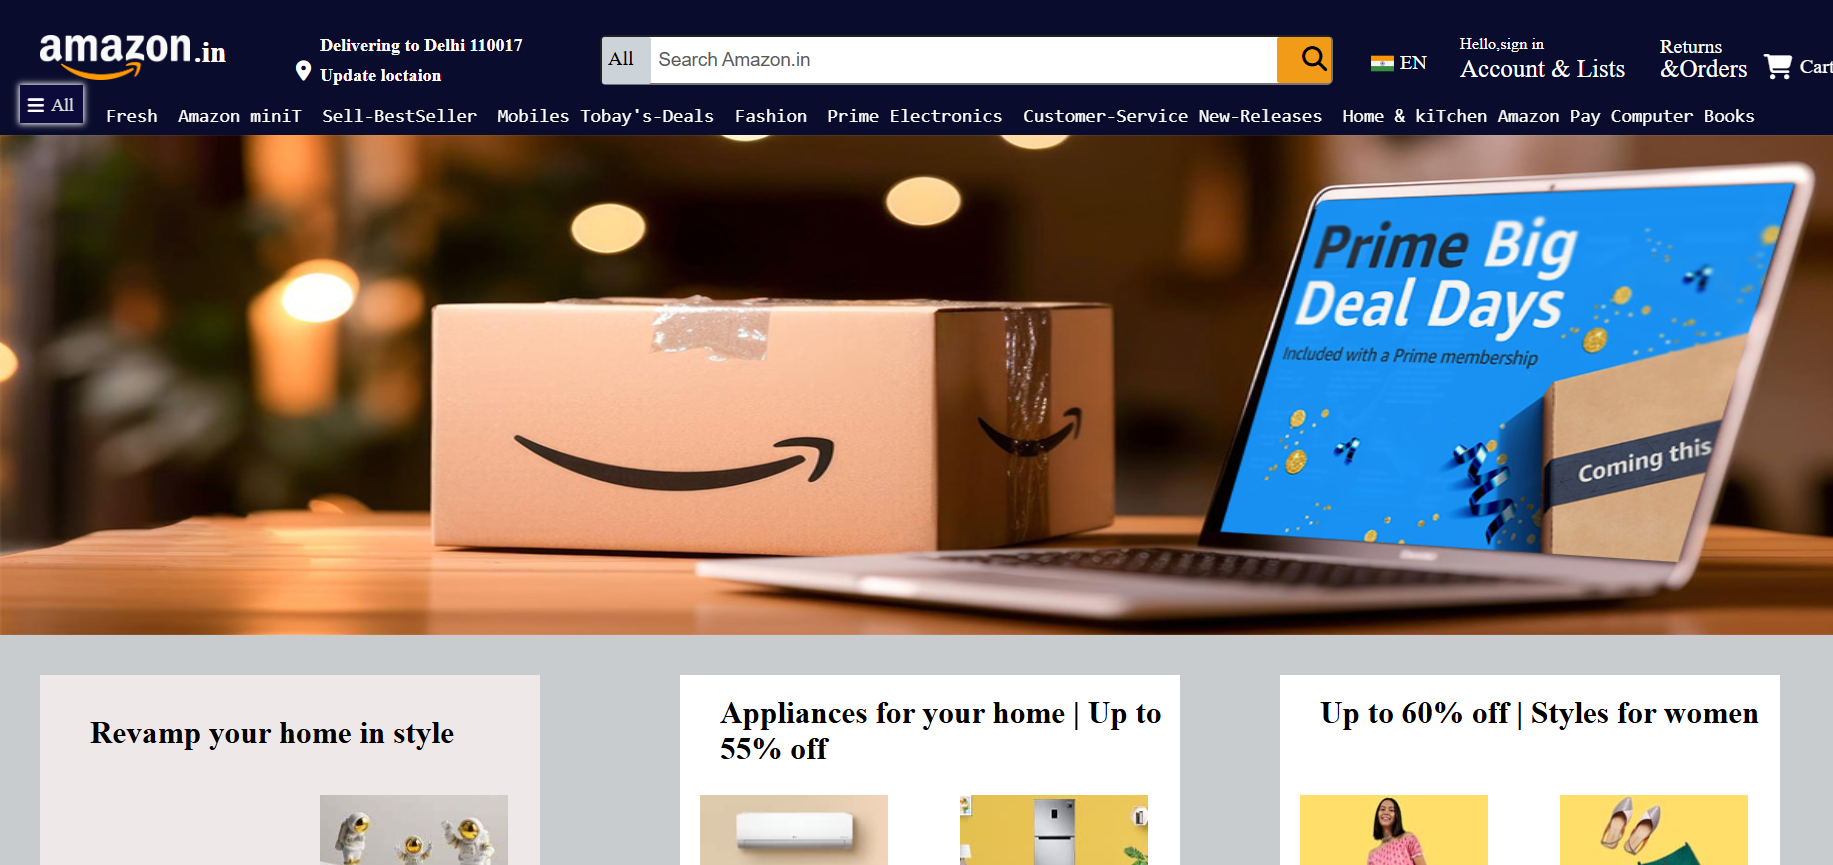 amazon.in
Delivering to Delhi 110017
Update loctaion
All
Search Amazon.in
EN
Hello,sign in
Account & Lists
Returns
&Orders
Cart
All
Fresh Amazon miniT Sell-BestSeller Mobiles Tobay's-Deals Fashion Prime Electronics Customer-Service New-Releases Home & kiTchen Amazon Pay Computer Books
Prime Big
Deal Days
Included with a Prime membership
Coming this
Revamp your home in style
Appliances for your home | Up to
55% off
Up to 60% off | Styles for women